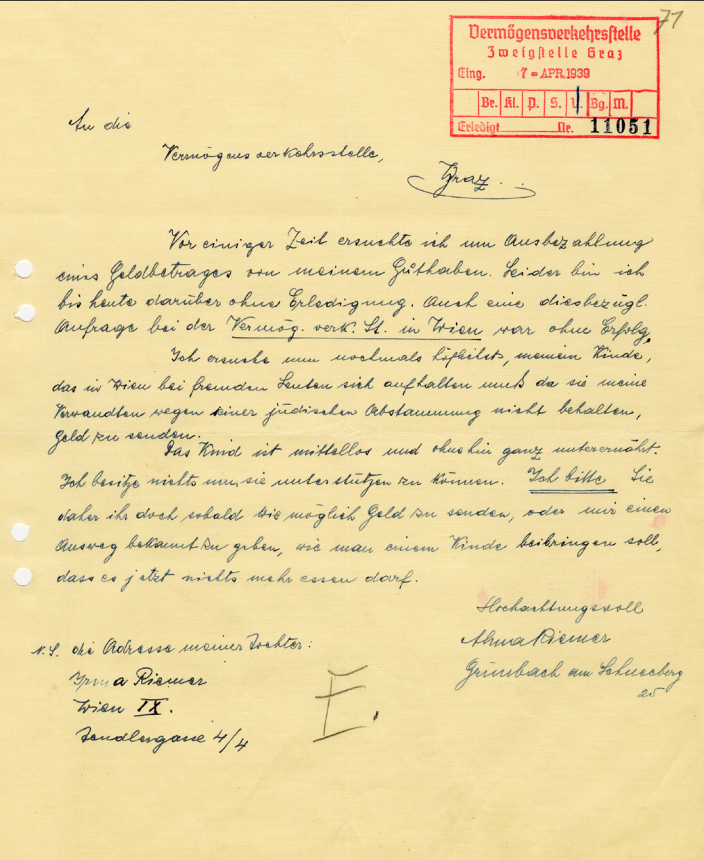 71
Vermögensverkehrsstelle
Zweigstelle Graz
Eing. 7 - APR. 1939
Br. Kl. P. S. Bg. M.
Erledigt Nr. 11051
An die
Vermögensverkehrsstelle,
Graz.
Vor einiger Zeit ersuchte ich um Ausbezahlung
eines Geldbetrages von meinem Guthaben. Leider bin ich
bis heute darüber ohne Erledigung. Auch eine diesbezügl.
Anfrage bei der Vermög. verk. St. in Wien war ohne Erfolg.
Ich ersuche nun nochmals höflichst, meinem Kinde,
das in Wien bei fremden Leuten sich aufhalten muß da sie meine
Verwandten wegen einer jüdischen Abstammung nicht behalten,
Geld zu senden.
Das Kind ist mittellos und ohnehin ganz unterernährt.
Ich besitze nichts um sie unterstützen zu können. Ich bitte Sie
daher ihr doch sobald wie möglich Geld zu senden, oder mir einen
Ausweg bekannt zu geben, wie man einem Kinde beibringen soll,
dass es jetzt nichts mehr essen darf.
Hochachtungsvoll
Alma Riemer
Grünbach am Schneeberg
N.S. die Adresse meiner Tochter:
Irma Riemer
Wien IX.
4/4
E.